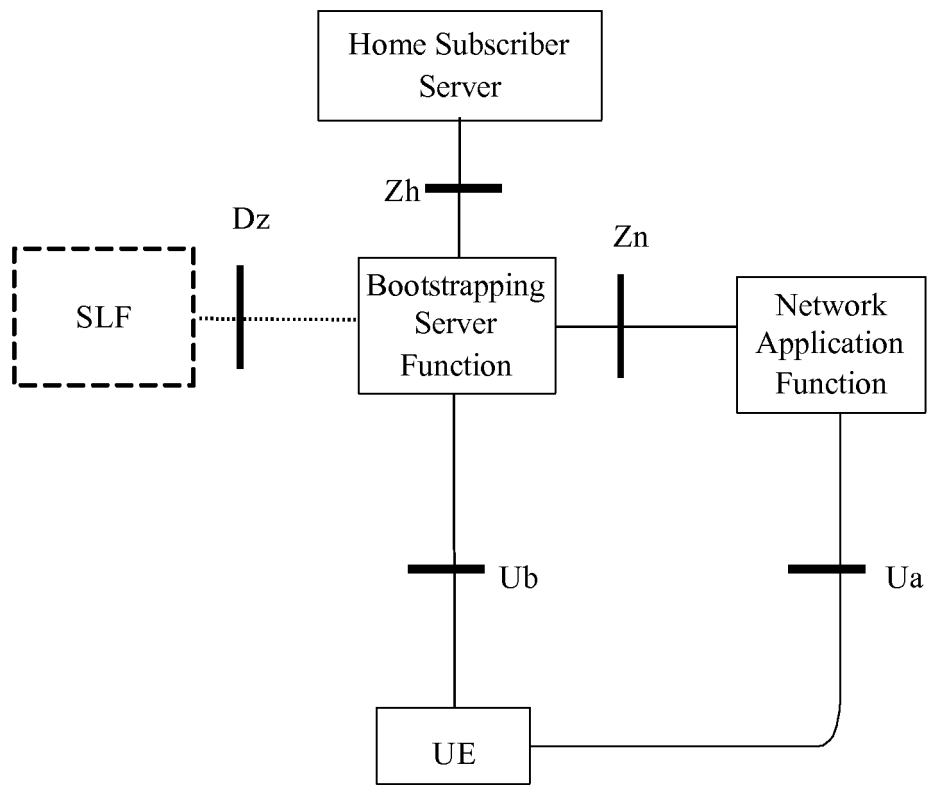 Home Subscriber
Server
Zh
Dz
Zn
SLF
Bootstrapping
Server
Function
Network
Application
Function
Ub
Ua
UE